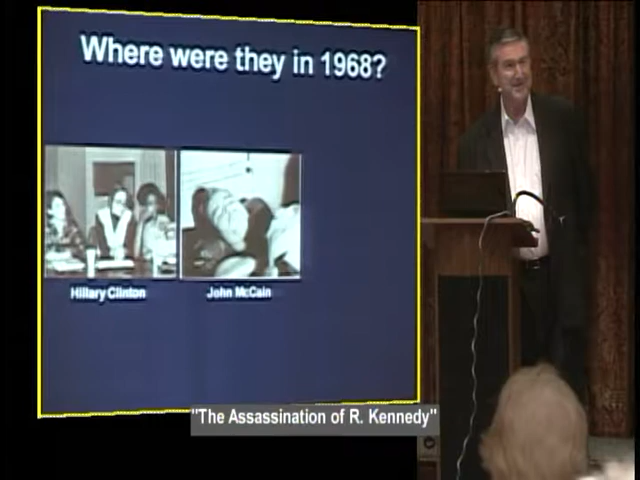 Where were they in 1968?
Hillary Clinton
John McCain
"The Assassination of R. Kennedy"